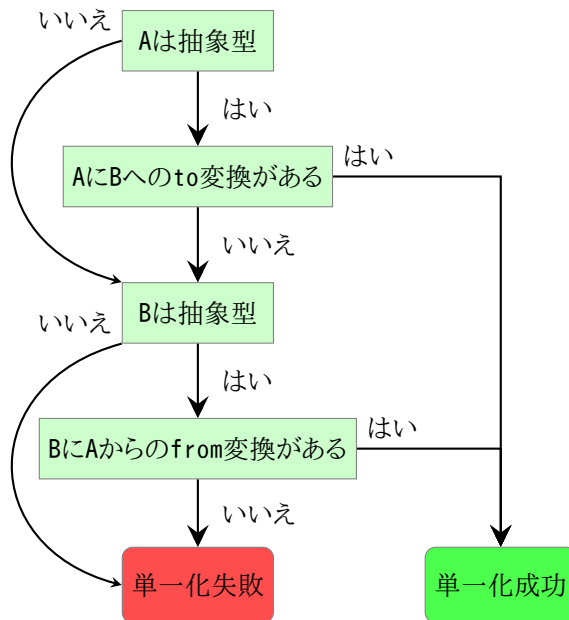 いいえ
Aは抽象型
はい
AにBへのto変換がある
はい
いいえ
いいえ
Bは抽象型
はい
BにAからのfrom変換がある
はい
いいえ
単一化失敗
単一化成功